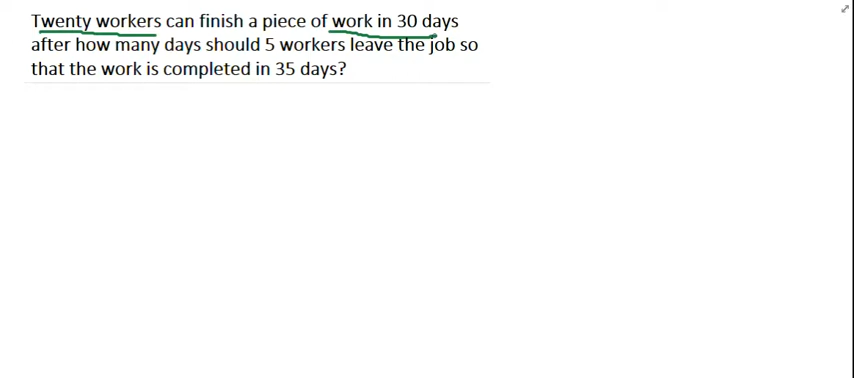 Twenty workers can finish a piece of work in 30 days
after how many days should 5 workers leave the job so
that the work is completed in 35 days?